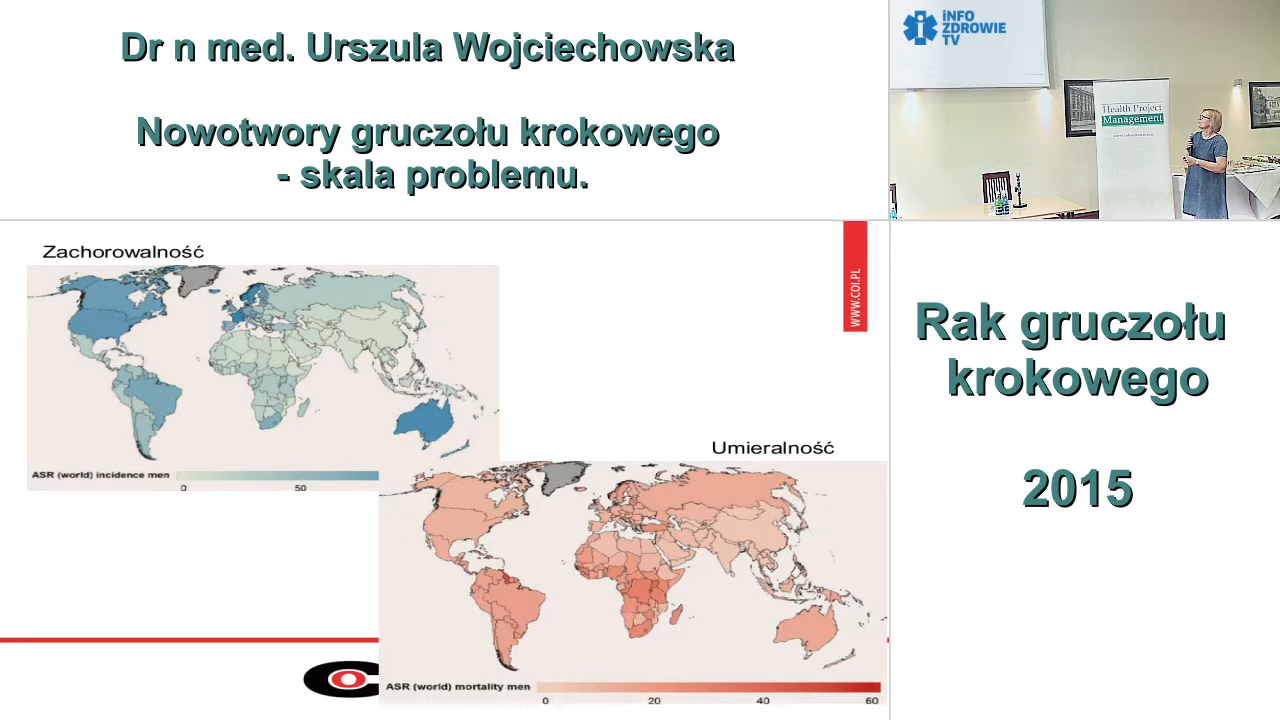 Dr n med. Urszula Wojciechowska
Nowotwory gruczołu krokowego
- skala problemu.
iNFO
ZDROWIE
TV
Health Project
Management
WWW.COI.PL
Zachorowalność
ASR (world) incidence men
0 50
Umieralność
ASR (world) mortality men
0 20 40 60
Rak gruczołu
krokowego
2015